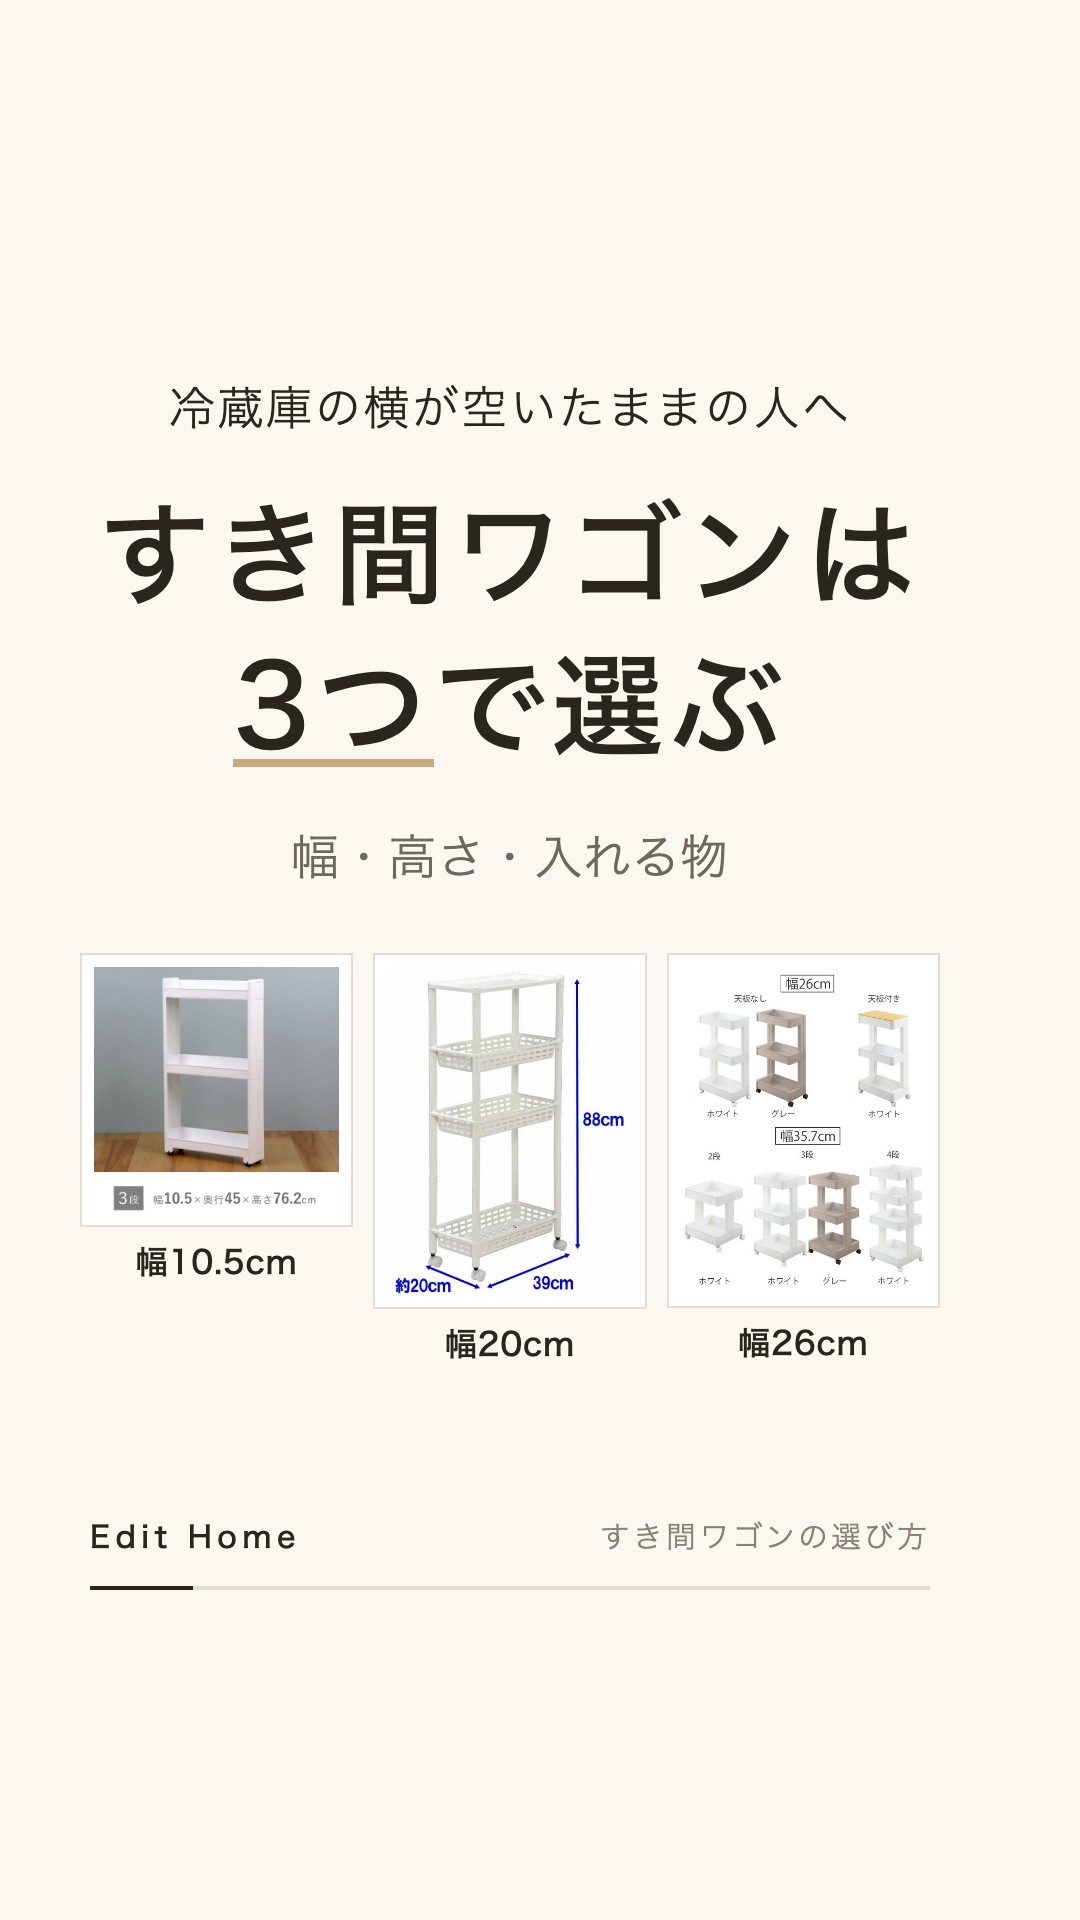 冷蔵庫の横が空いたままの人へ
すき間ワゴンは
3つで選ぶ
幅・高さ・入れる物
3段 幅10.5×奥行45×高さ76.2cm
幅10.5cm
88cm
約20cm
39cm
幅20cm
幅26cm
天板なし
天板付き
ホワイト
グレー
ホワイト
幅35.7cm
2段
3段
4段
ホワイト
ホワイト
グレー
ホワイト
幅26cm
Edit Home
すき間ワゴンの選び方